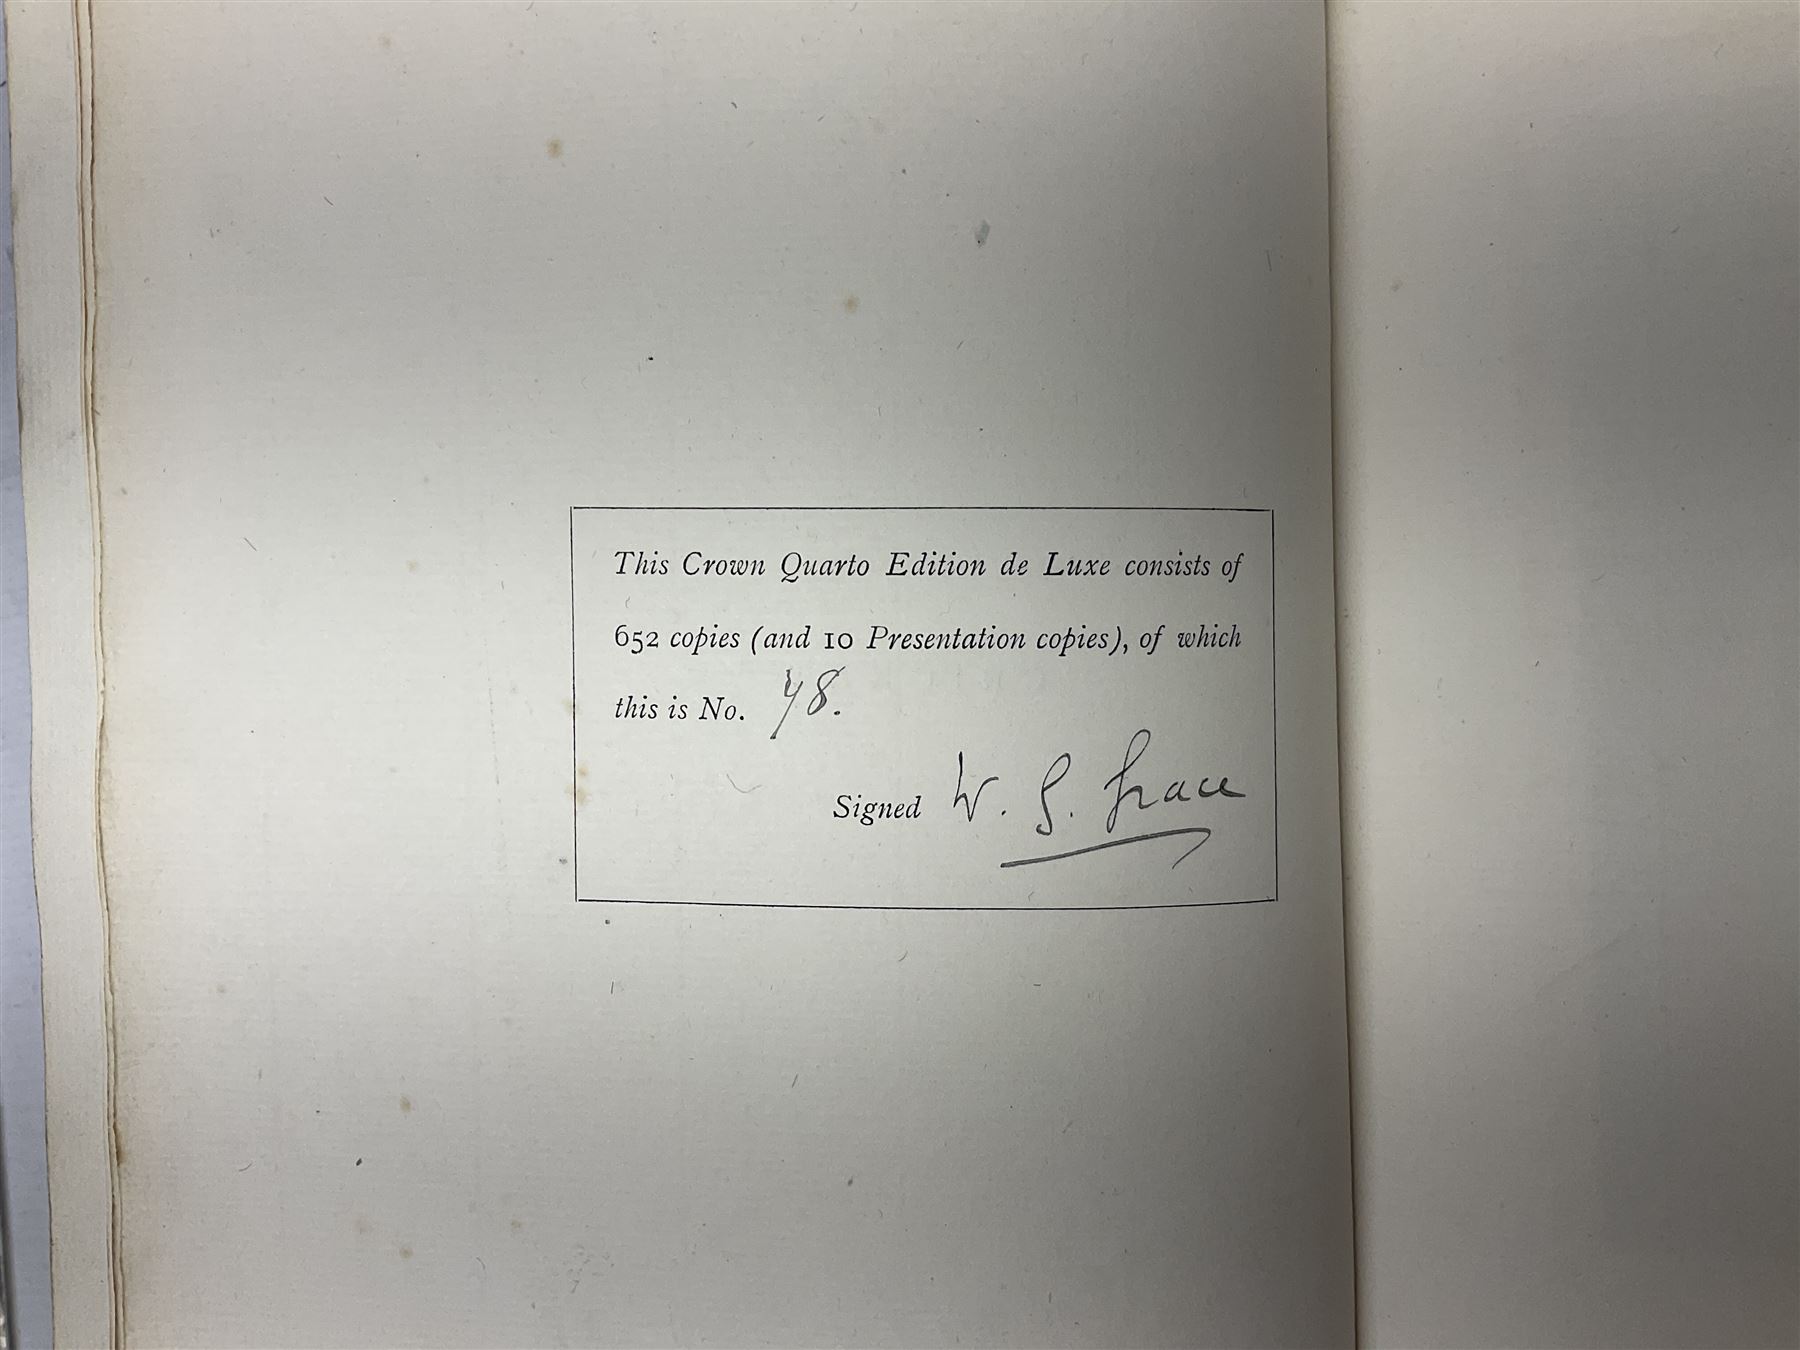 This Crown Quarto Edition de Luxe consists of
652 copies (and 10 Presentation copies), of which
this is No. 48.
Signed W. G. Grace